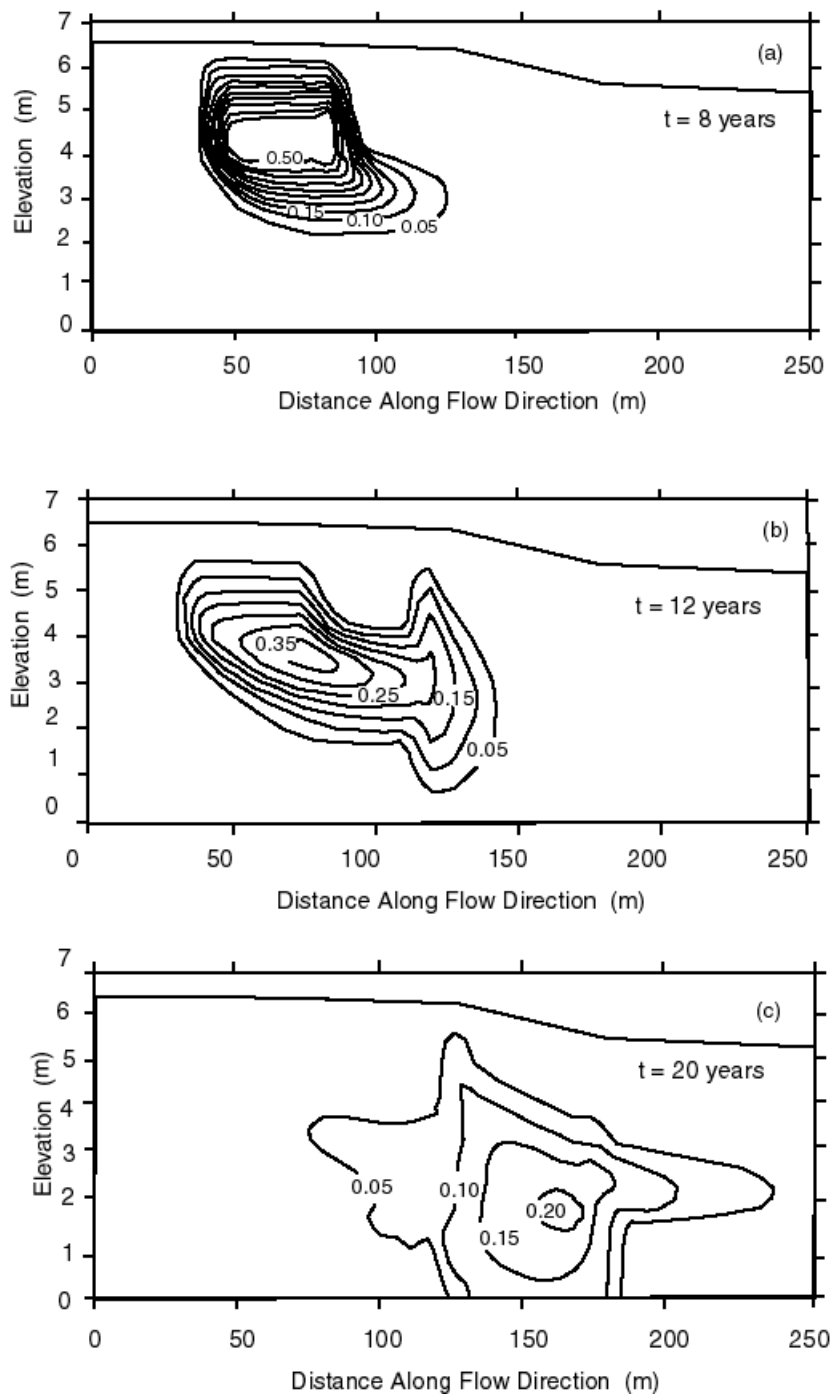 7
6
5
4
3
2
1
0
Elevation (m)
(a)
t = 8 years
0.50
0.15
0.10
0.05
0 50 100 150 200 250
Distance Along Flow Direction (m)
7
6
5
4
3
2
1
0
Elevation (m)
(b)
t = 12 years
0.35
0.25
0.15
0.05
0 50 100 150 200 250
Distance Along Flow Direction (m)
7
6
5
4
3
2
1
0
Elevation (m)
(c)
t = 20 years
0.05
0.10
0.20
0.15
0 50 100 150 200 250
Distance Along Flow Direction (m)